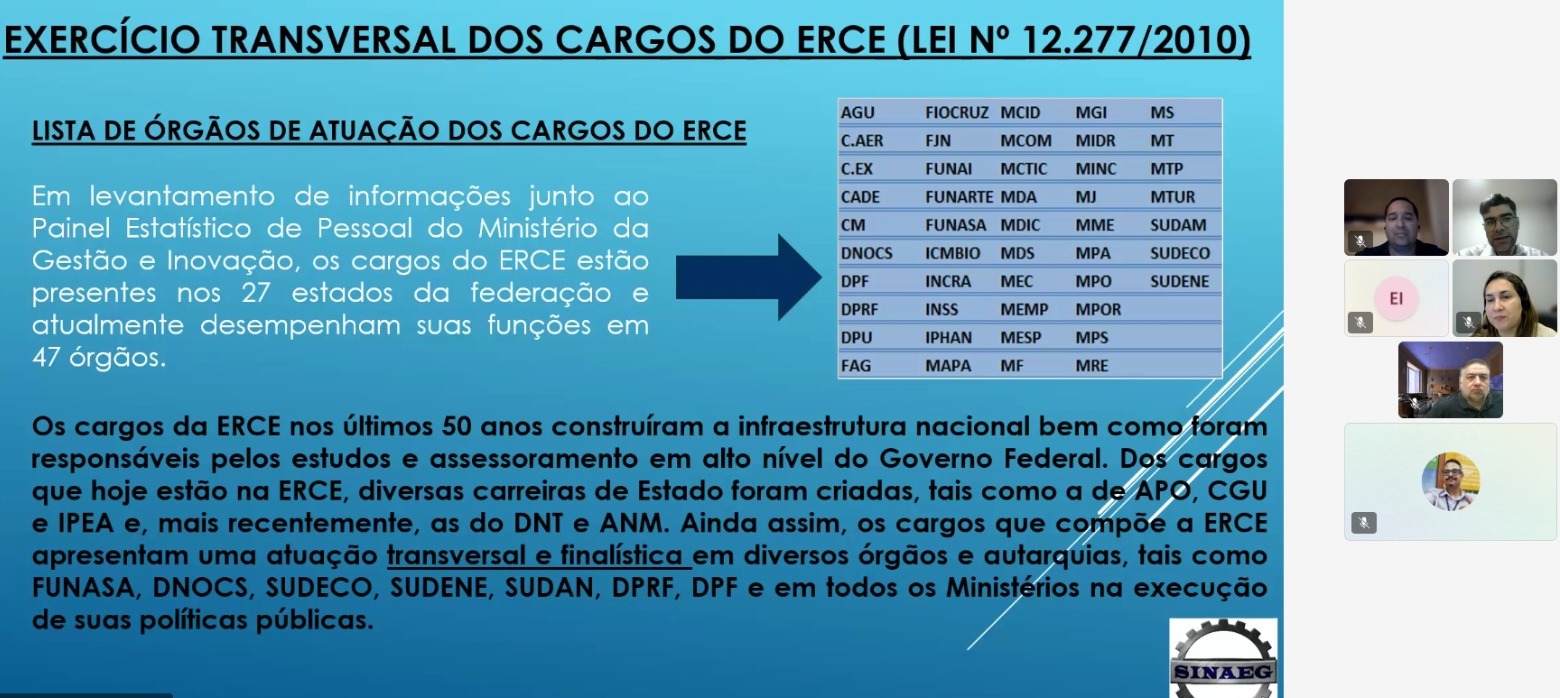 EXERCÍCIO TRANSVERSAL DOS CARGOS DO ERCE (LEI Nº 12.277/2010)
LISTA DE ÓRGÃOS DE ATUAÇÃO DOS CARGOS DO ERCE
Em levantamento de informações junto ao
Painel Estatístico de Pessoal do Ministério da
Gestão e Inovação, os cargos do ERCE estão
presentes nos 27 estados da federação e
atualmente desempenham suas funções em
47 órgãos.
AGU FIOCRUZ MCID MGI MS
C.AER FJN MCOM MIDR MT
C.EX FUNAI MCTIC MINC MTP
CADE FUNARTE MDA MJ MTUR
CM FUNASA MDIC MME SUDAM
DNOCS ICMBIO MDS MPA SUDECO
DPF INCRA MEC MPO SUDENE
DPRF INSS MEMP MPOR
DPU IPHAN MESP MPS
FAG MAPA MF MRE
Os cargos da ERCE nos últimos 50 anos construíram a infraestrutura nacional bem como foram
responsáveis pelos estudos e assessoramento em alto nível do Governo Federal. Dos cargos
que hoje estão na ERCE, diversas carreiras de Estado foram criadas, tais como a de APO, CGU
e IPEA e, mais recentemente, as do DNT e ANM. Ainda assim, os cargos que compõe a ERCE
apresentam uma atuação transversal e finalística em diversos órgãos e autarquias, tais como
FUNASA, DNOCS, SUDECO, SUDENE, SUDAN, DPRF, DPF e em todos os Ministérios na execução
de suas políticas públicas.
SINAEG
EI